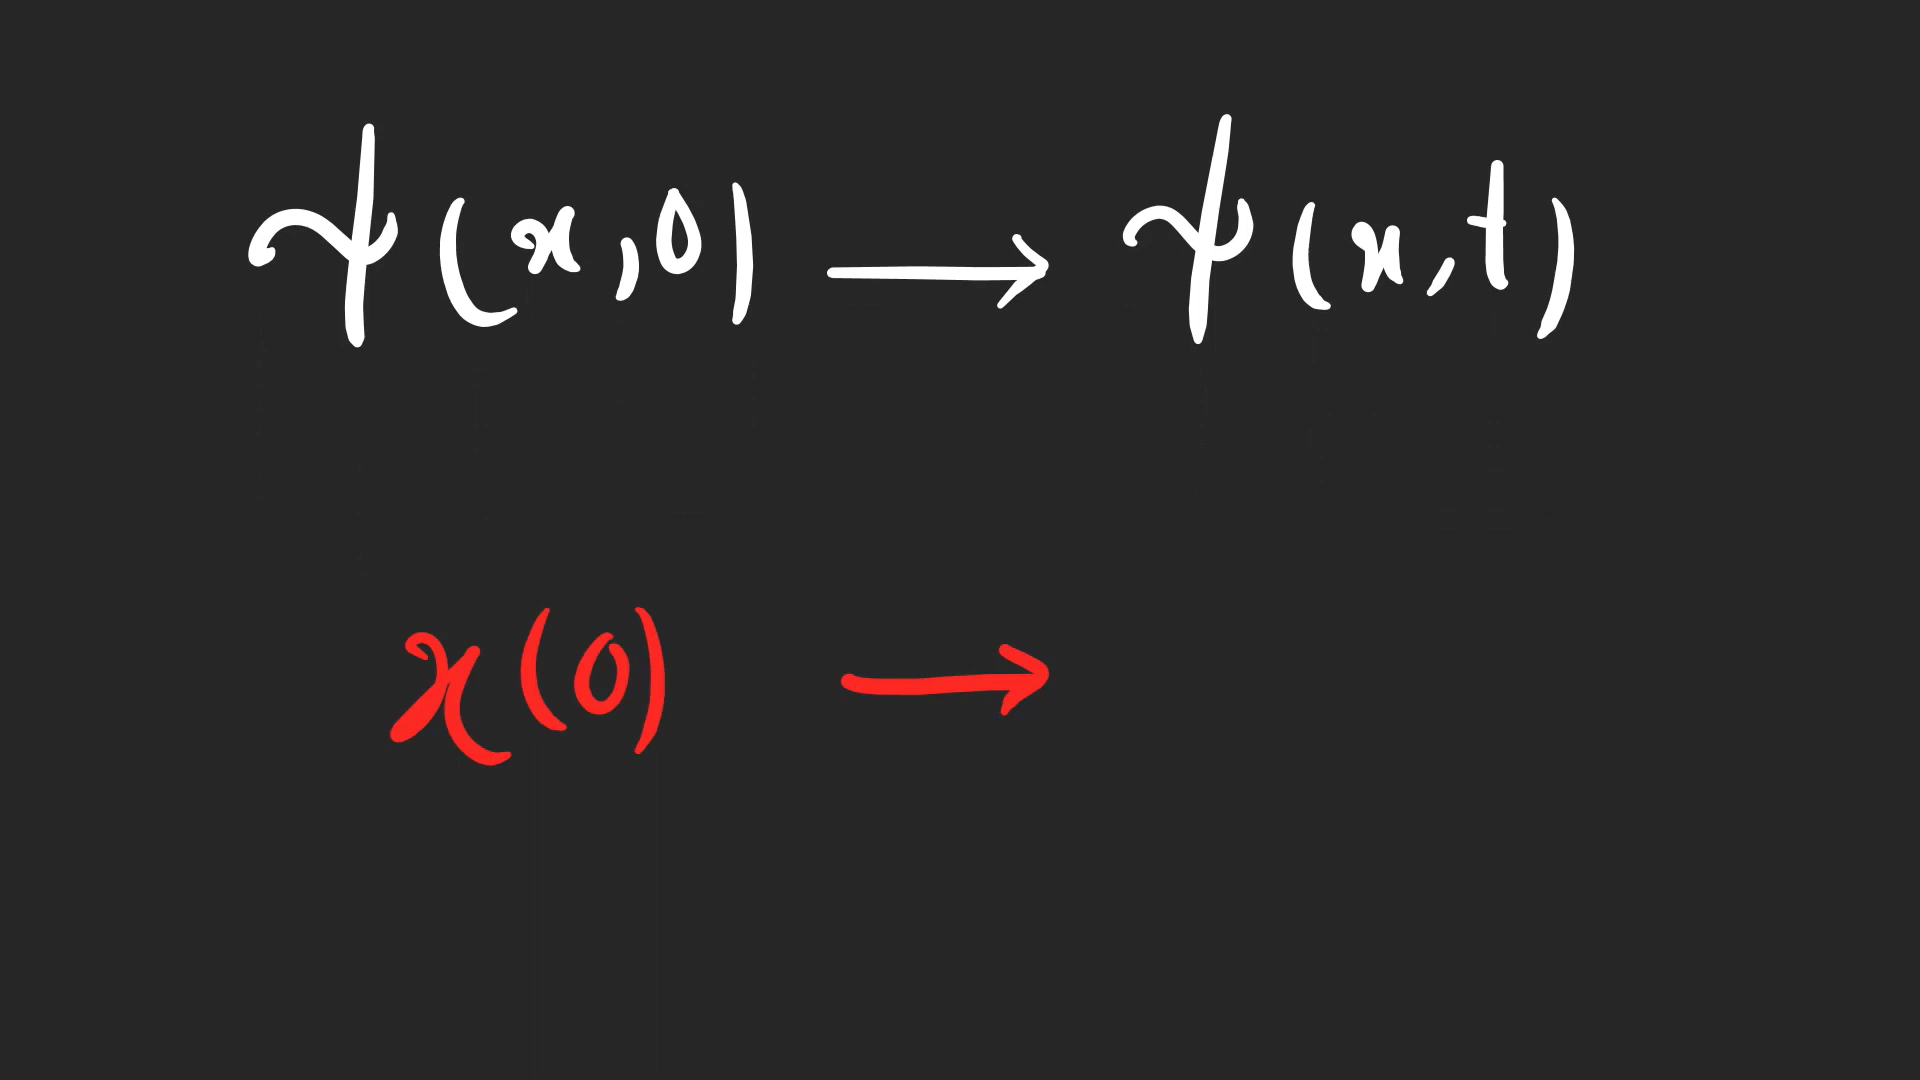 ψ(x,0) → ψ(x,t)
x(0) →